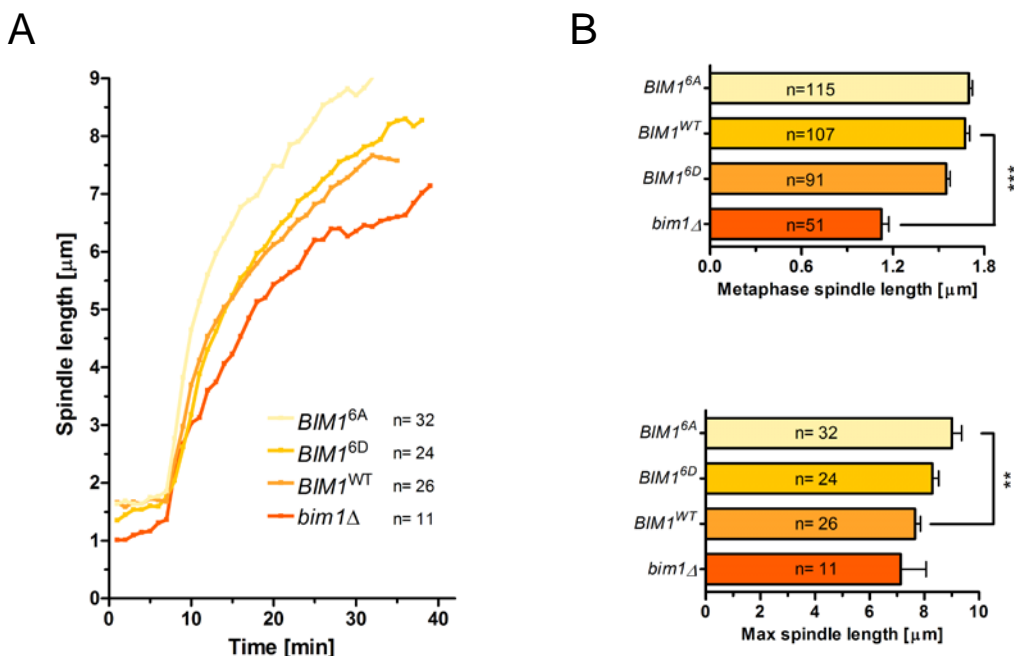 A
Spindle length [μm]
9
8
7
6
5
4
3
2
1
0
BIM1^6A n= 32
BIM1^6D n= 24
BIM1^WT n= 26
bim1Δ n= 11
0 10 20 30 40
Time [min]
B
BIM1^6A n=115
BIM1^WT n=107
BIM1^6D n=91
bim1Δ n=51
***
0.0 0.6 1.2 1.8
Metaphase spindle length [μm]
BIM1^6A n= 32
BIM1^6D n= 24
BIM1^WT n= 26
bim1Δ n= 11
**
0 2 4 6 8 10
Max spindle length [μm]